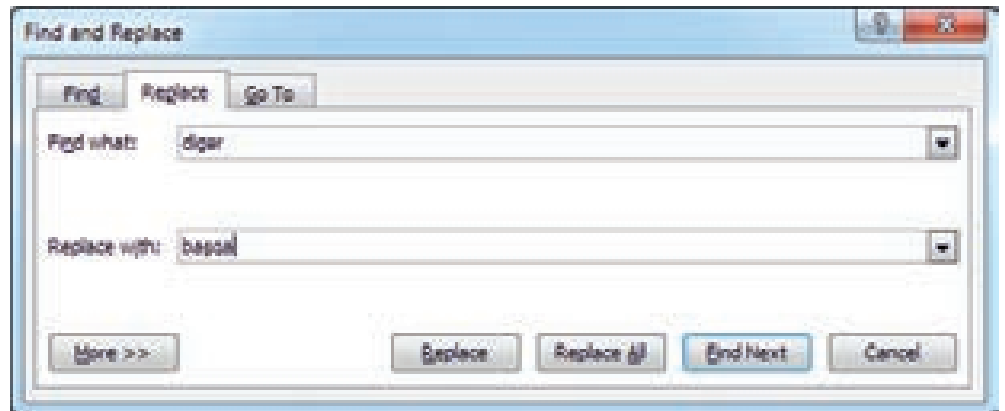 Find and Replace
Find Replace Go To
Find what: digar
Replace with:
More >> Replace Replace All Find Next Cancel